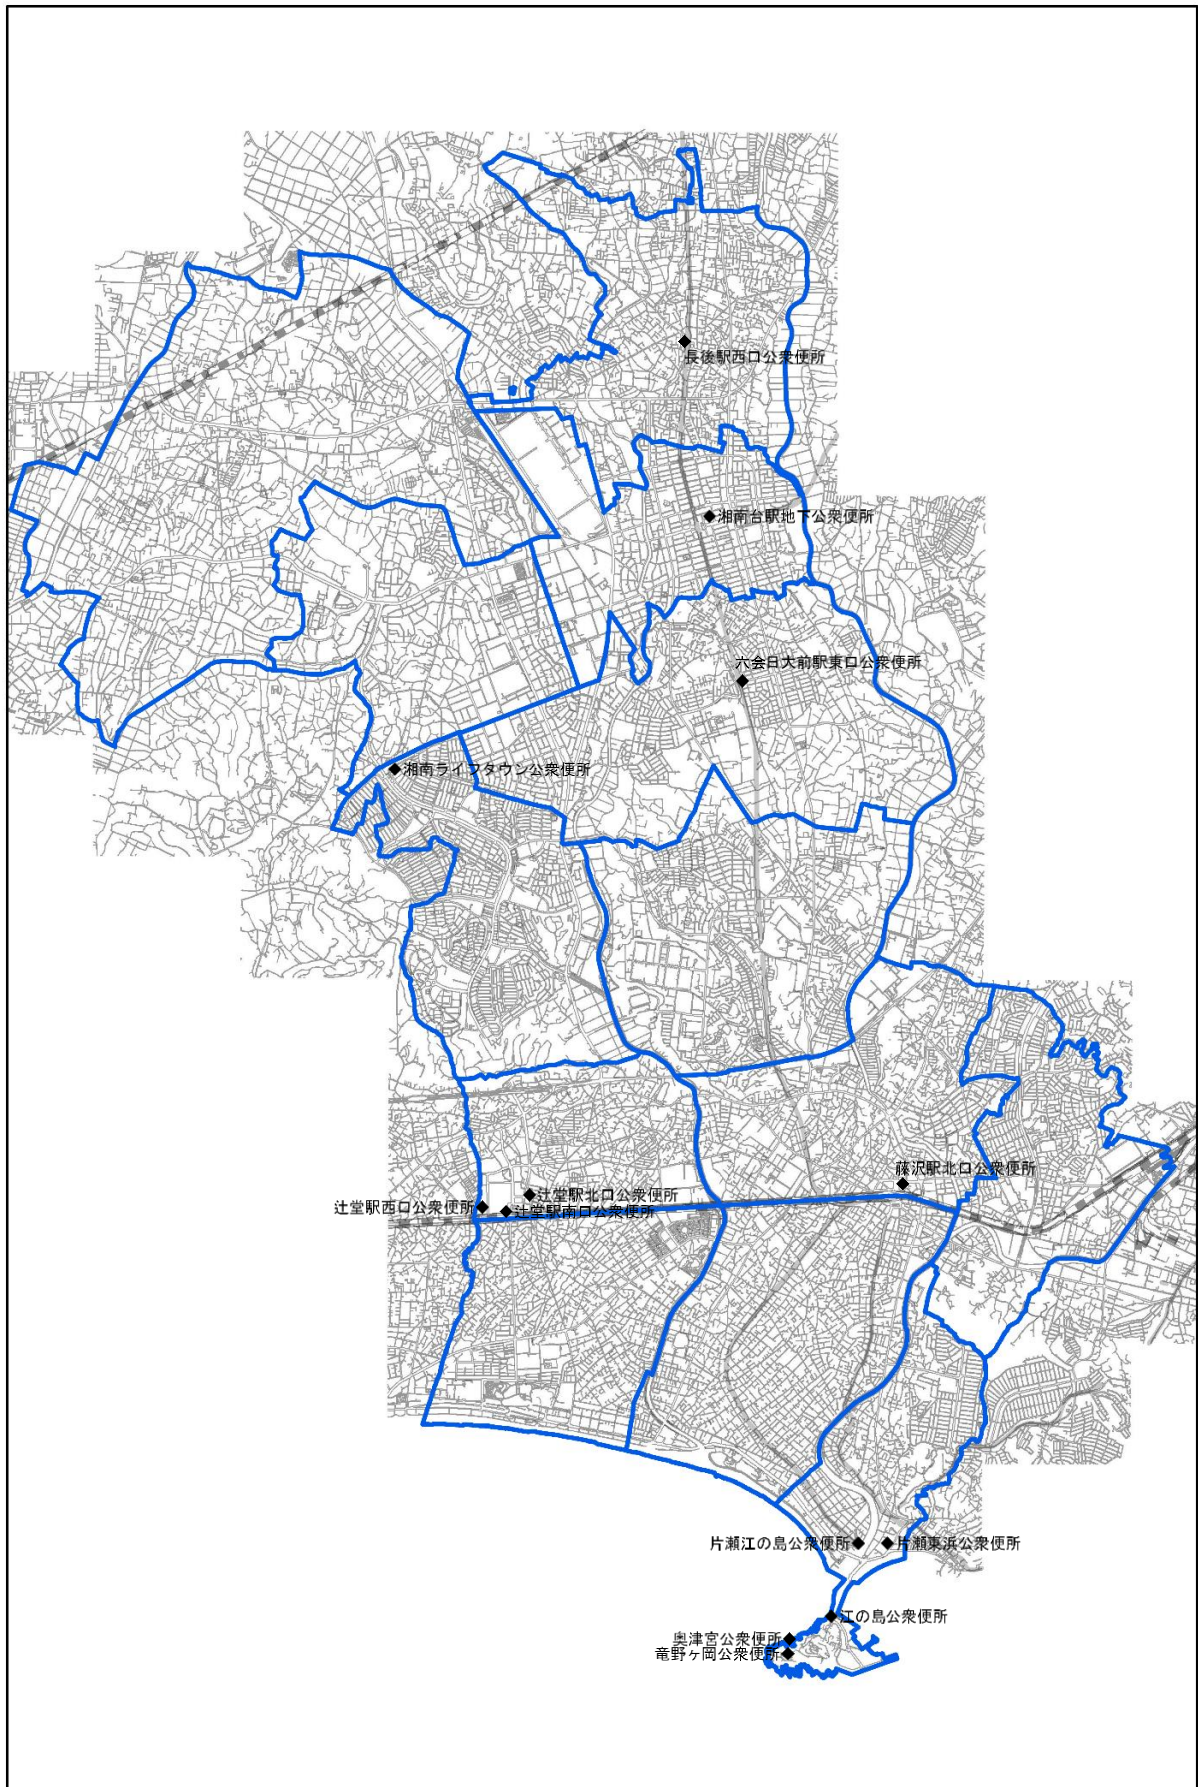 長後駅西口公衆便所
湘南台駅地下公衆便所
六会日大前駅東口公衆便所
湘南ライフタウン公衆便所
藤沢駅北口公衆便所
辻堂駅北口公衆便所
辻堂駅西口公衆便所
辻堂駅南口公衆便所
片瀬江の島公衆便所
片瀬東浜公衆便所
江の島公衆便所
奥津宮公衆便所
竜野ヶ岡公衆便所